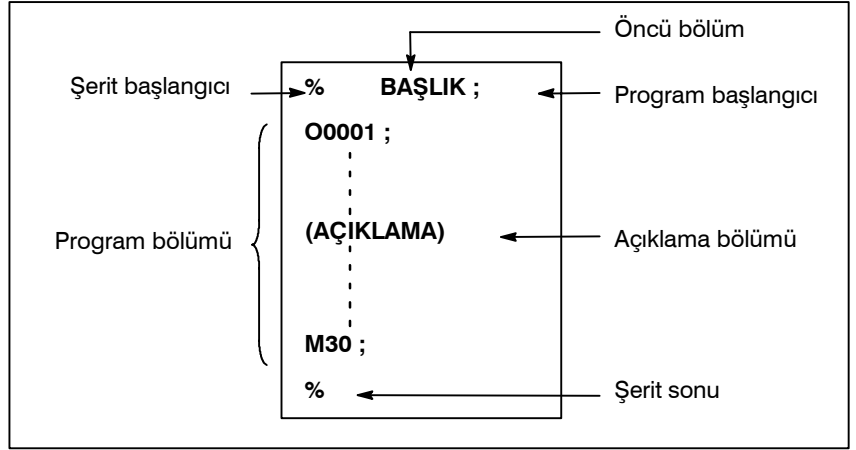 Öncü bölüm
Şerit başlangıcı
% BAŞLIK ;
Program başlangıcı
O0001 ;
Program bölümü
(AÇIKLAMA)
Açıklama bölümü
M30 ;
%
Şerit sonu